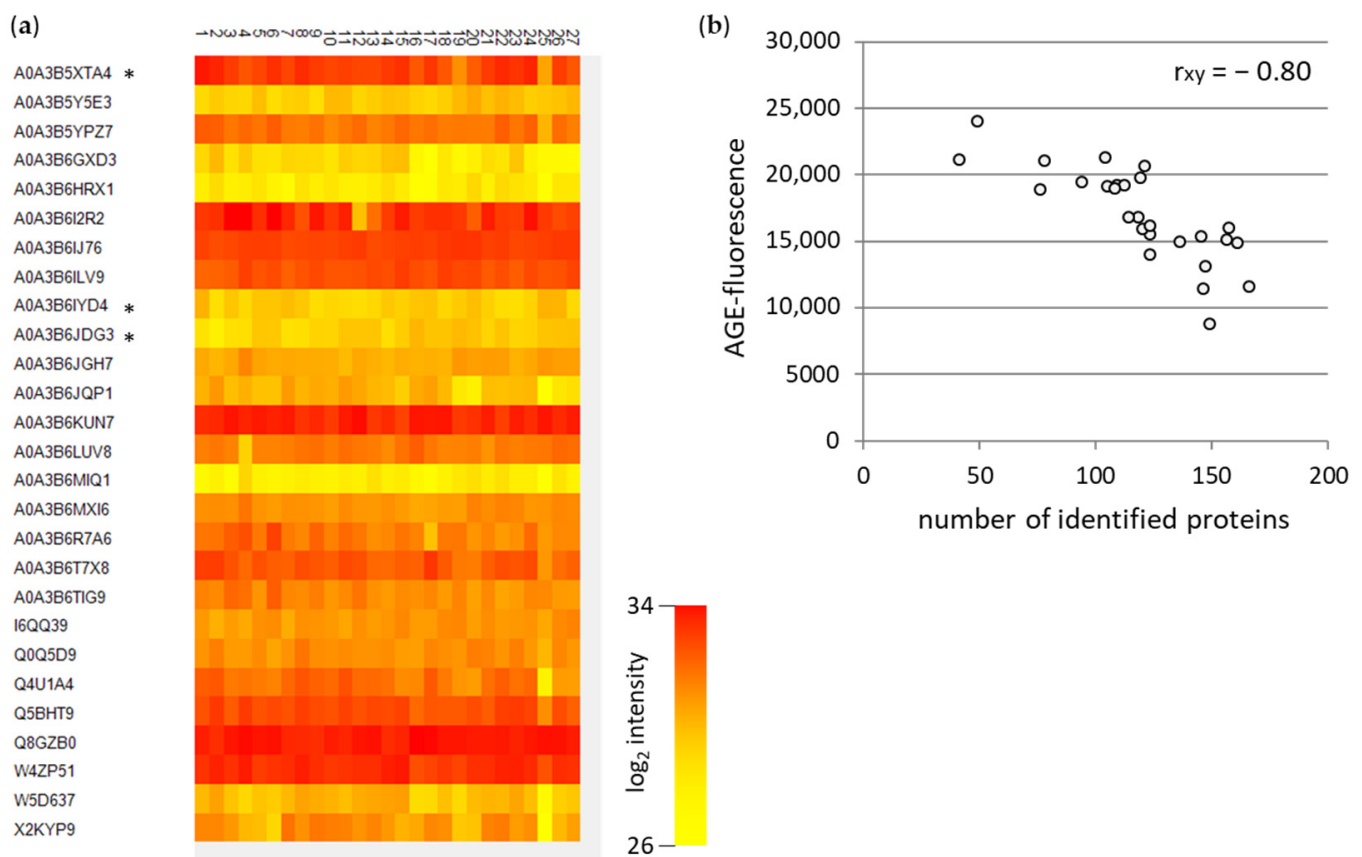 (a)
1 2 3 4 5 6 7 8 9 10 11 12 13 14 15 16 17 18 19 20 21 22 23 24 25 26 27
A0A3B5XTA4 *
A0A3B5Y5E3
A0A3B5YPZ7
A0A3B6GXD3
A0A3B6HRX1
A0A3B6I2R2
A0A3B6IJ76
A0A3B6ILV9
A0A3B6IYD4 *
A0A3B6JDG3 *
A0A3B6JGH7
A0A3B6JQP1
A0A3B6KUN7
A0A3B6LUV8
A0A3B6MIQ1
A0A3B6MXI6
A0A3B6R7A6
A0A3B6T7X8
A0A3B6TIG9
I6QQ39
Q0Q5D9
Q4U1A4
Q5BHT9
Q8GZB0
W4ZP51
W5D637
X2KYP9
34
log₂ intensity
26
(b)
30,000
25,000
20,000
15,000
10,000
5000
0
AGE-fluorescence
rxy = − 0.80
0 50 100 150 200
number of identified proteins